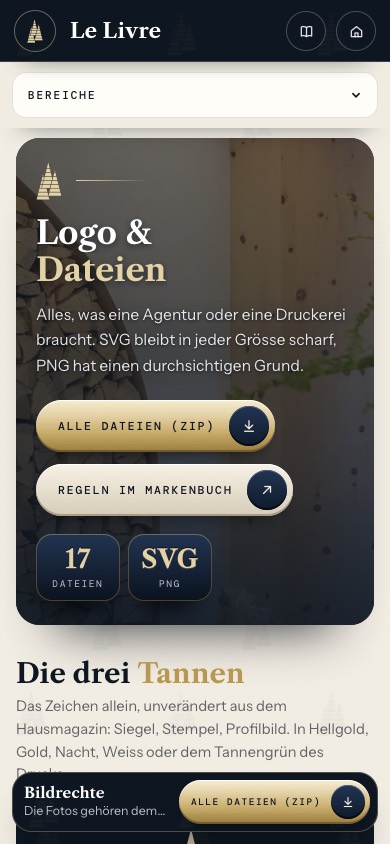 Le Livre
BEREICHE
Logo &
Dateien
Alles, was eine Agentur oder eine Druckerei
braucht. SVG bleibt in jeder Grösse scharf,
PNG hat einen durchsichtigen Grund.
ALLE DATEIEN (ZIP)
REGELN IM MARKENBUCH
17
DATEIEN
SVG
PNG
Die drei Tannen
Das Zeichen allein, unverändert aus dem
Hausmagazin: Siegel, Stempel, Profilbild. In Hellgold,
Gold, Nacht, Weiss oder dem Tannengrün des
Bildrechte
Die Fotos gehören dem...
ALLE DATEIEN (ZIP)